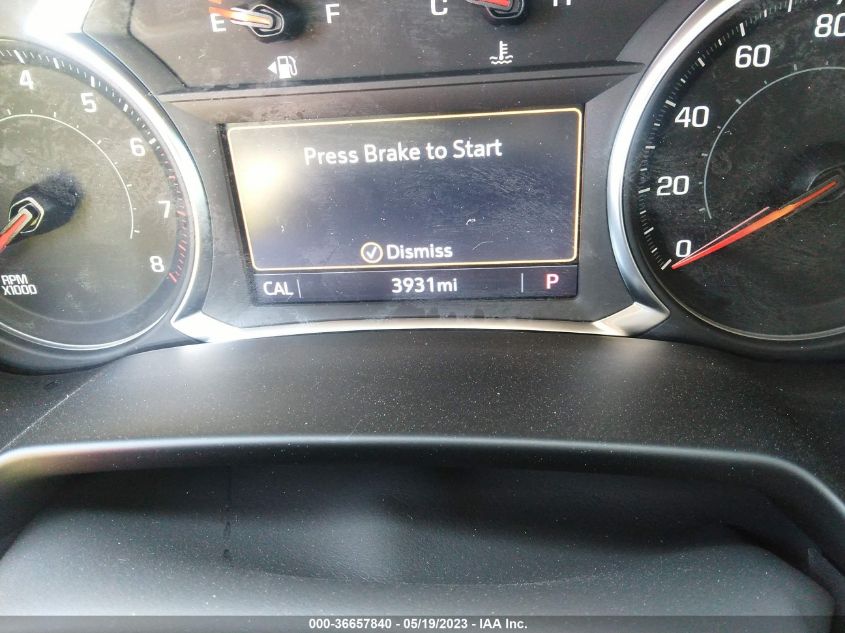 E F C H
4 5 6 7 8
RPM
X1000
Press Brake to Start
Dismiss
CAL 3931mi P
0 20 40 60 80
000-36657840 - 05/19/2023 - IAA Inc.